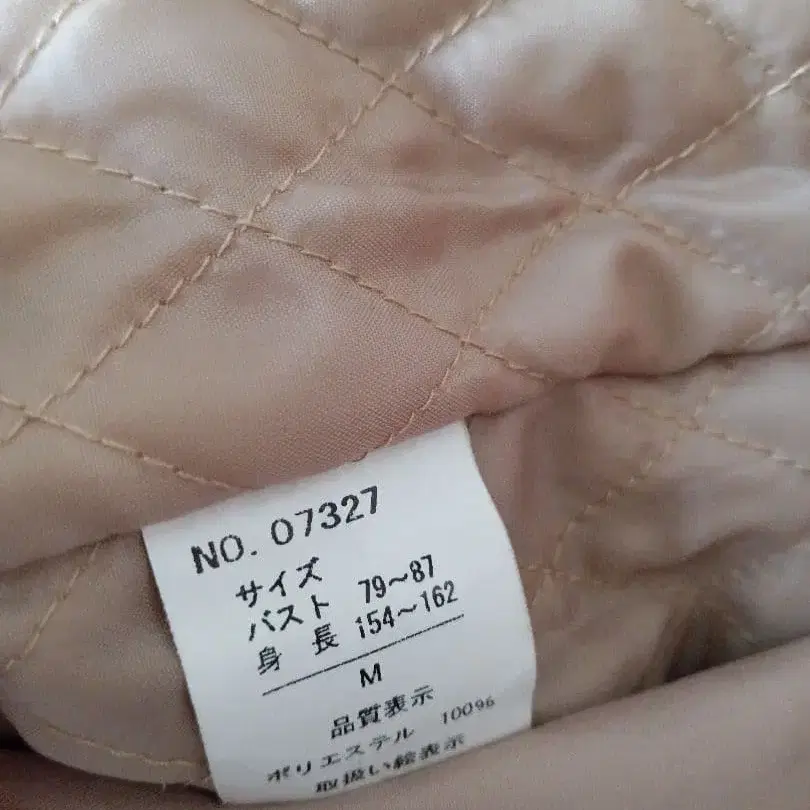 NO. 07327
サイズ
バスト 79～87
身長 154～162
M
品質表示
ポリエステル 100%
取扱い絵表示